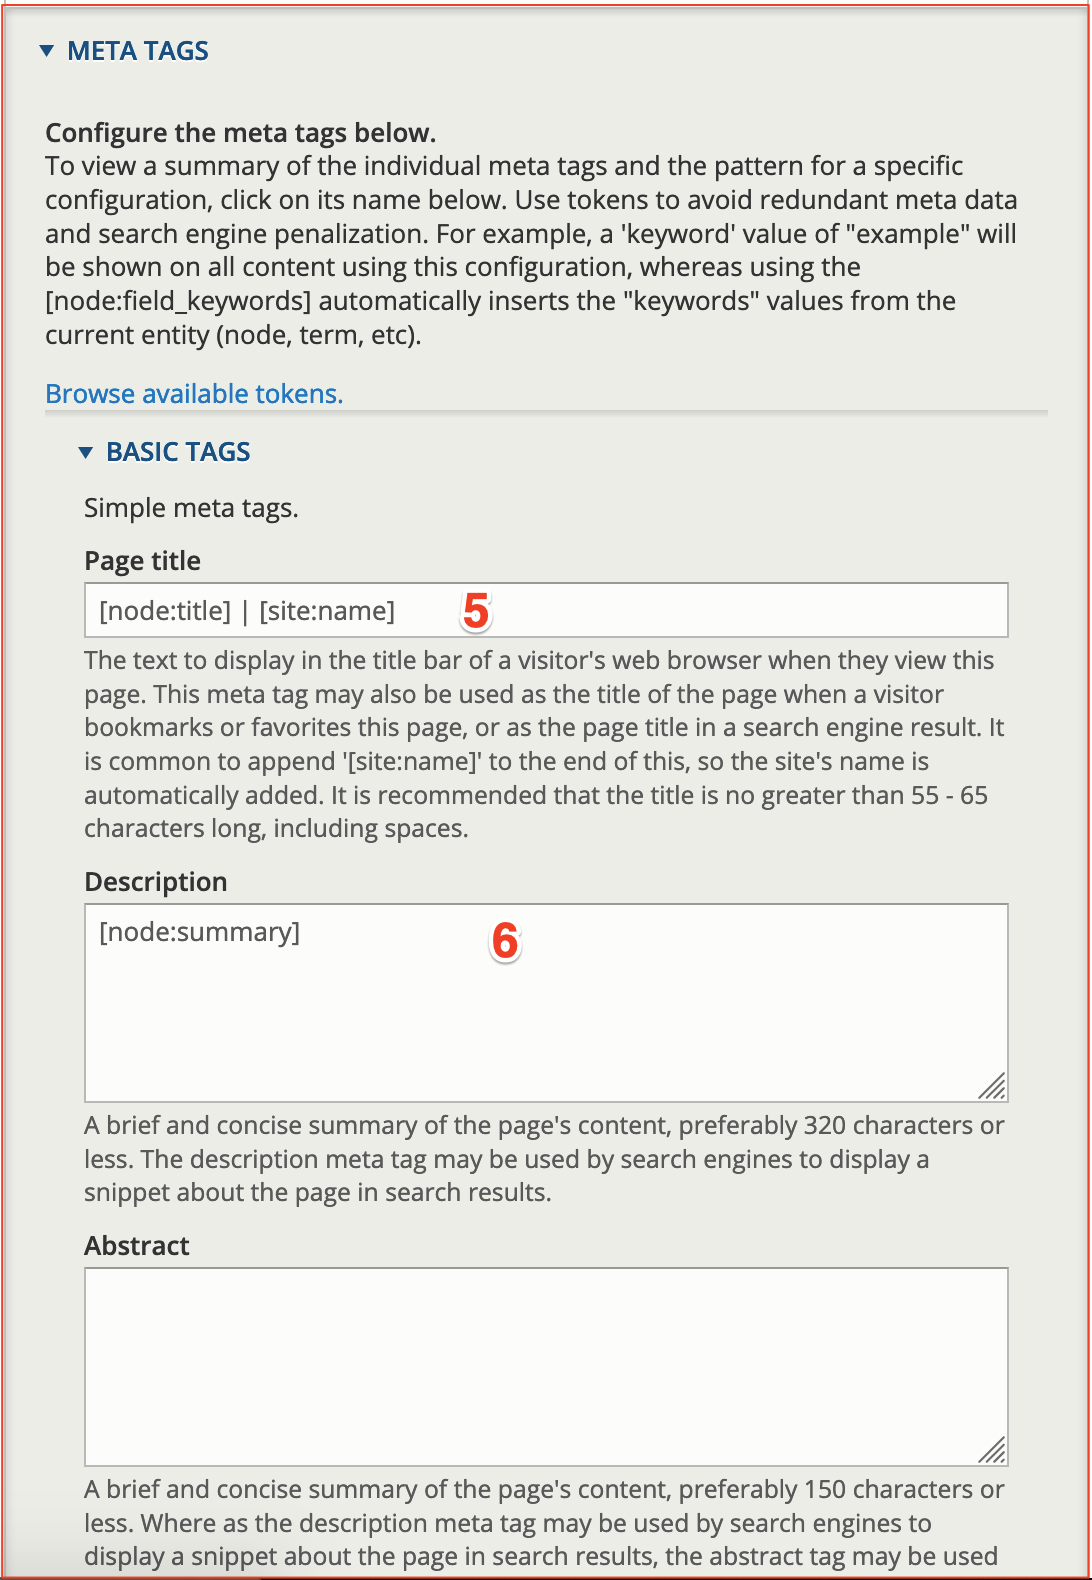 META TAGS
Configure the meta tags below.
To view a summary of the individual meta tags and the pattern for a specific
configuration, click on its name below. Use tokens to avoid redundant meta data
and search engine penalization. For example, a 'keyword' value of "example" will
be shown on all content using this configuration, whereas using the
[node:field_keywords] automatically inserts the "keywords" values from the
current entity (node, term, etc).
Browse available tokens.
BASIC TAGS
Simple meta tags.
Page title
[node:title] | [site:name] 5
The text to display in the title bar of a visitor's web browser when they view this
page. This meta tag may also be used as the title of the page when a visitor
bookmarks or favorites this page, or as the page title in a search engine result. It
is common to append '[site:name]' to the end of this, so the site's name is
automatically added. It is recommended that the title is no greater than 55 - 65
characters long, including spaces.
Description
[node:summary] 6
A brief and concise summary of the page's content, preferably 320 characters or
less. The description meta tag may be used by search engines to display a
snippet about the page in search results.
Abstract
A brief and concise summary of the page's content, preferably 150 characters or
less. Where as the description meta tag may be used by search engines to
display a snippet about the page in search results, the abstract tag may be used